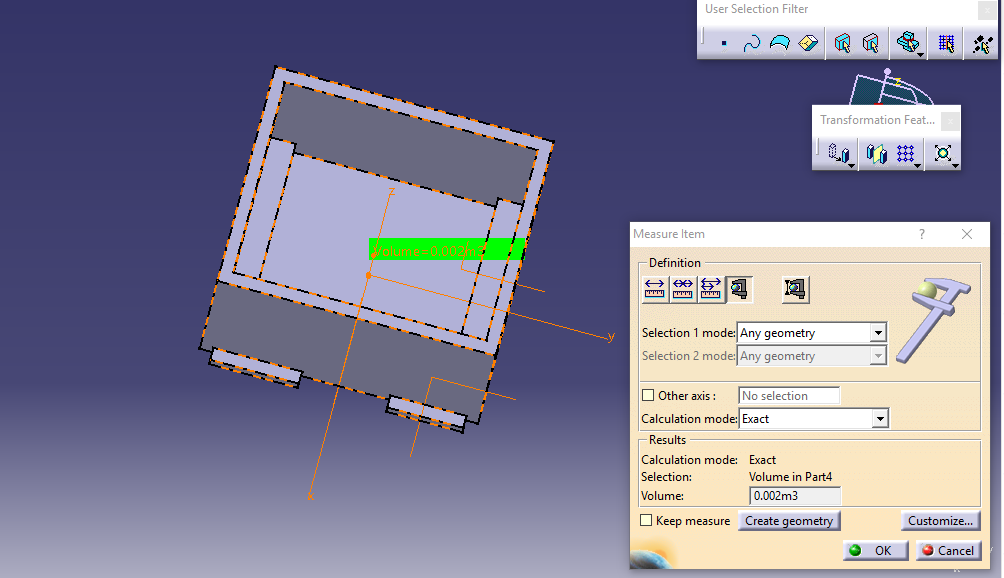 User Selection Filter
Transformation Feat...
z
z
Volume=0.002m3
y
x
Measure Item
Definition
Selection 1 mode: Any geometry
Selection 2 mode: Any geometry
Other axis : No selection
Calculation mode: Exact
Results
Calculation mode: Exact
Selection: Volume in Part4
Volume: 0.002m3
Keep measure Create geometry Customize...
OK Cancel